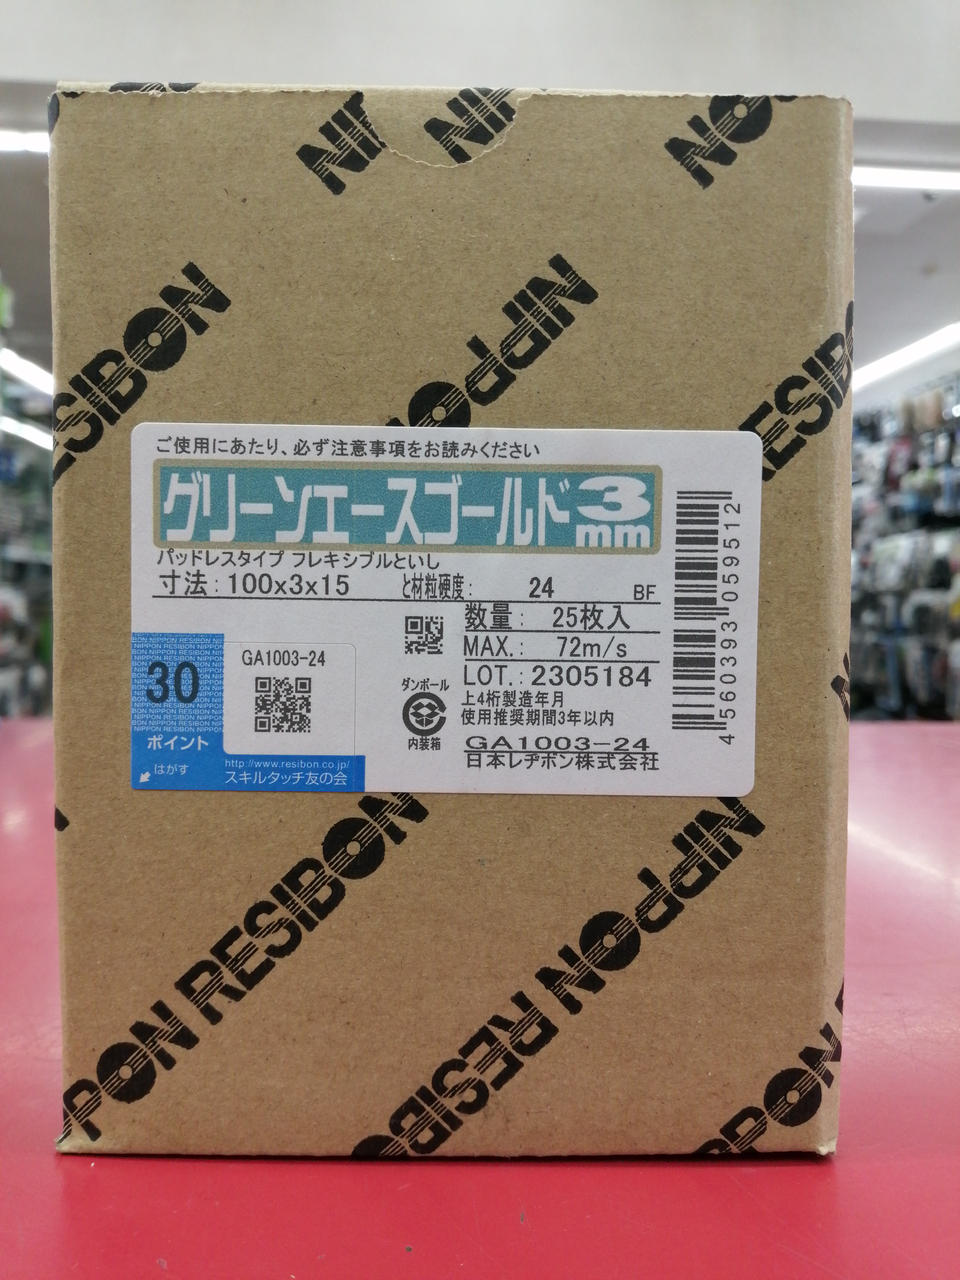 NIP
NIP
NO
RESIBON
NIPPON
RESIB
ご使用にあたり、必ず注意事項をお読みください
グリーンエースゴールド3mm
パッドレスタイプ フレキシブルといし
寸法:100x3x15 と材粒硬度: 24 BF
数量: 25枚入
MAX.: 72m/s
LOT.:2305184
上4桁製造年月
使用推奨期間3年以内
GA1003-24
日本レヂボン株式会社
ダンボール
内装箱
4560393059512
30
ポイント
はがす
GA1003-24
http://www.resibon.co.jp/
スキルタッチ友の会
PPON RESIBON
NIPPON RESIBO
PPON